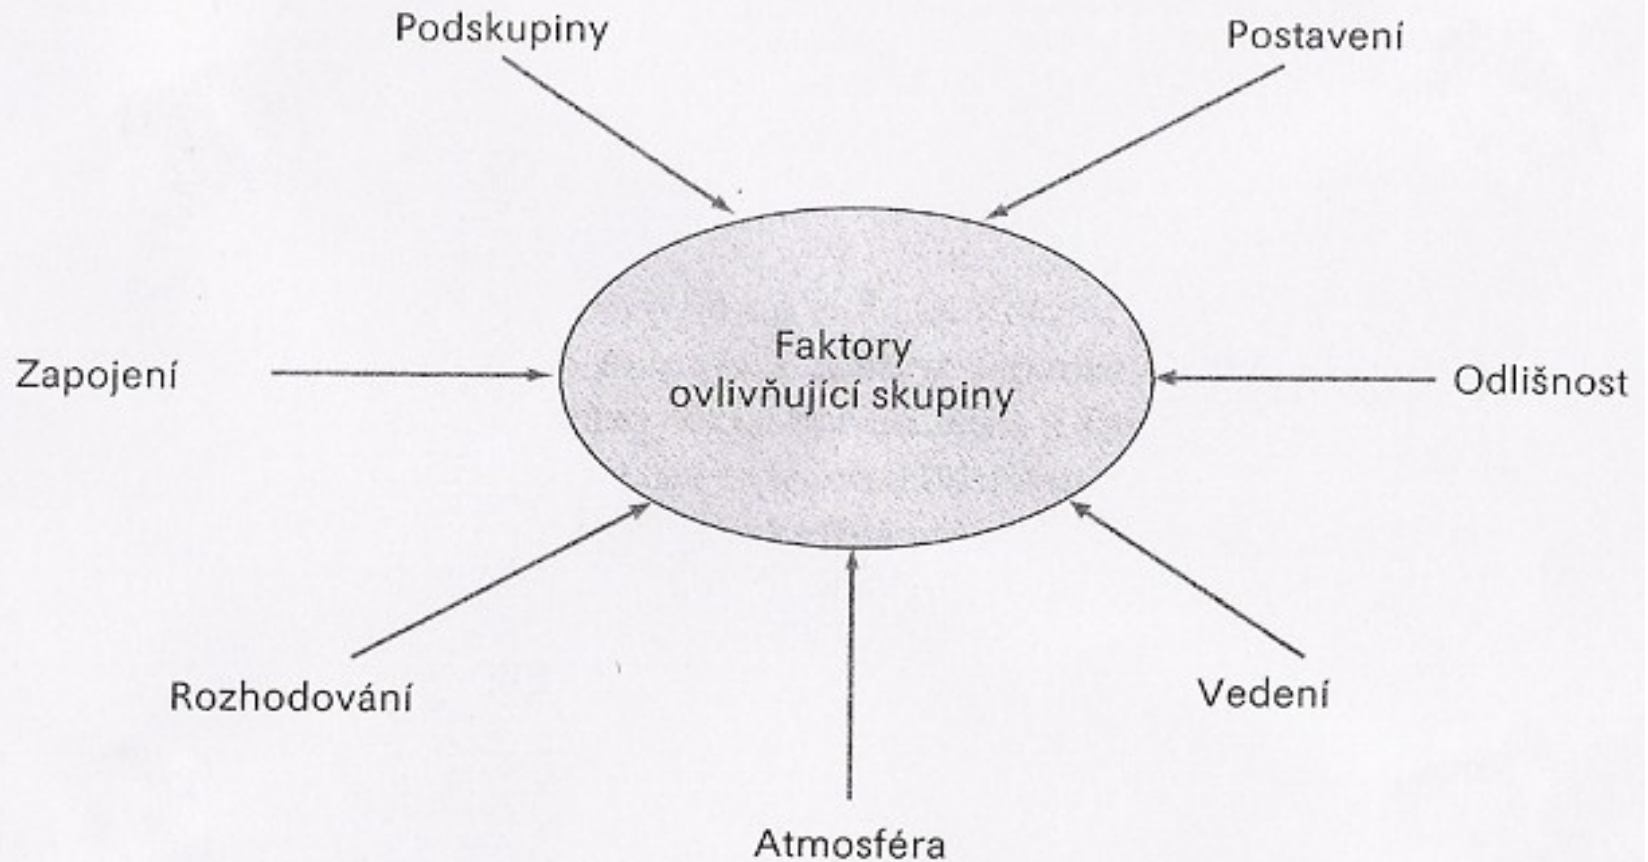 Podskupiny
Postavení
Zapojení
Faktory
ovlivňující skupiny
Odlišnost
Rozhodování
Vedení
Atmosféra